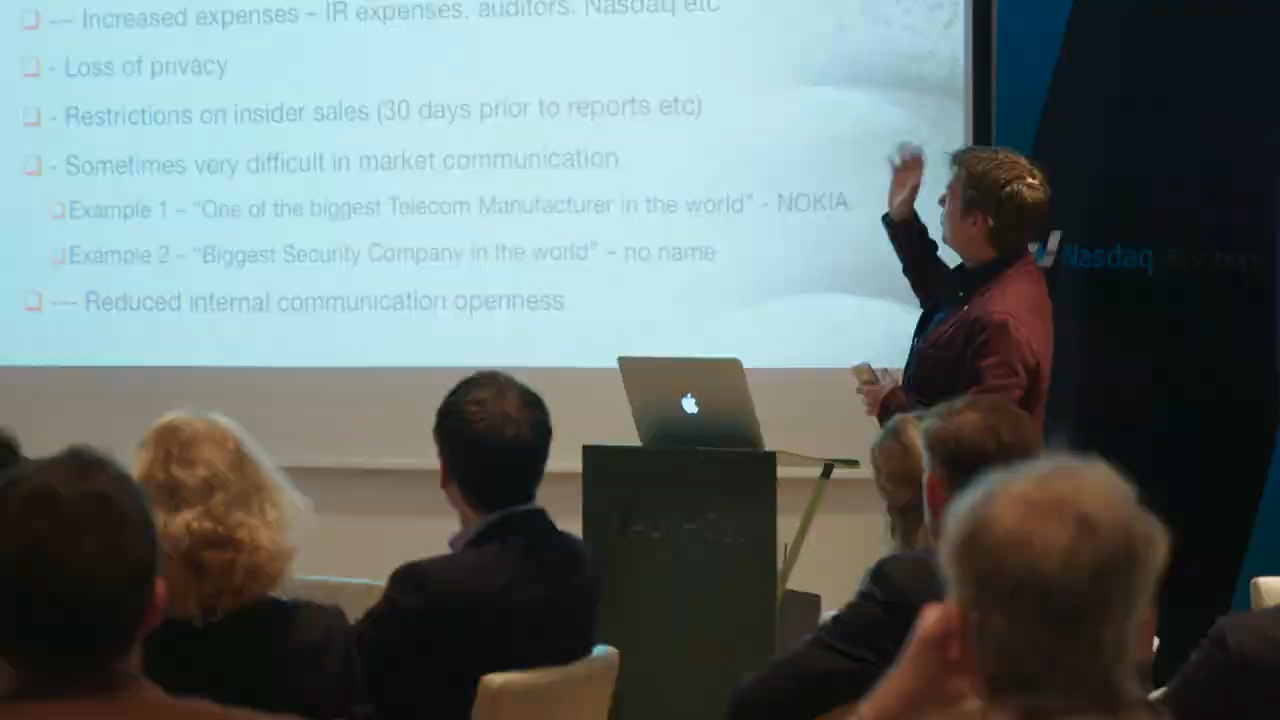 --- Increased expenses – IR expenses, auditors, Nasdaq etc
- Loss of privacy
- Restrictions on insider sales (30 days prior to reports etc)
- Sometimes very difficult in market communication
Example 1 – "One of the biggest Telecom Manufacturer in the world" - NOKIA
Example 2 – "Biggest Security Company in the world" – no name
--- Reduced internal communication openness
Nasdaq